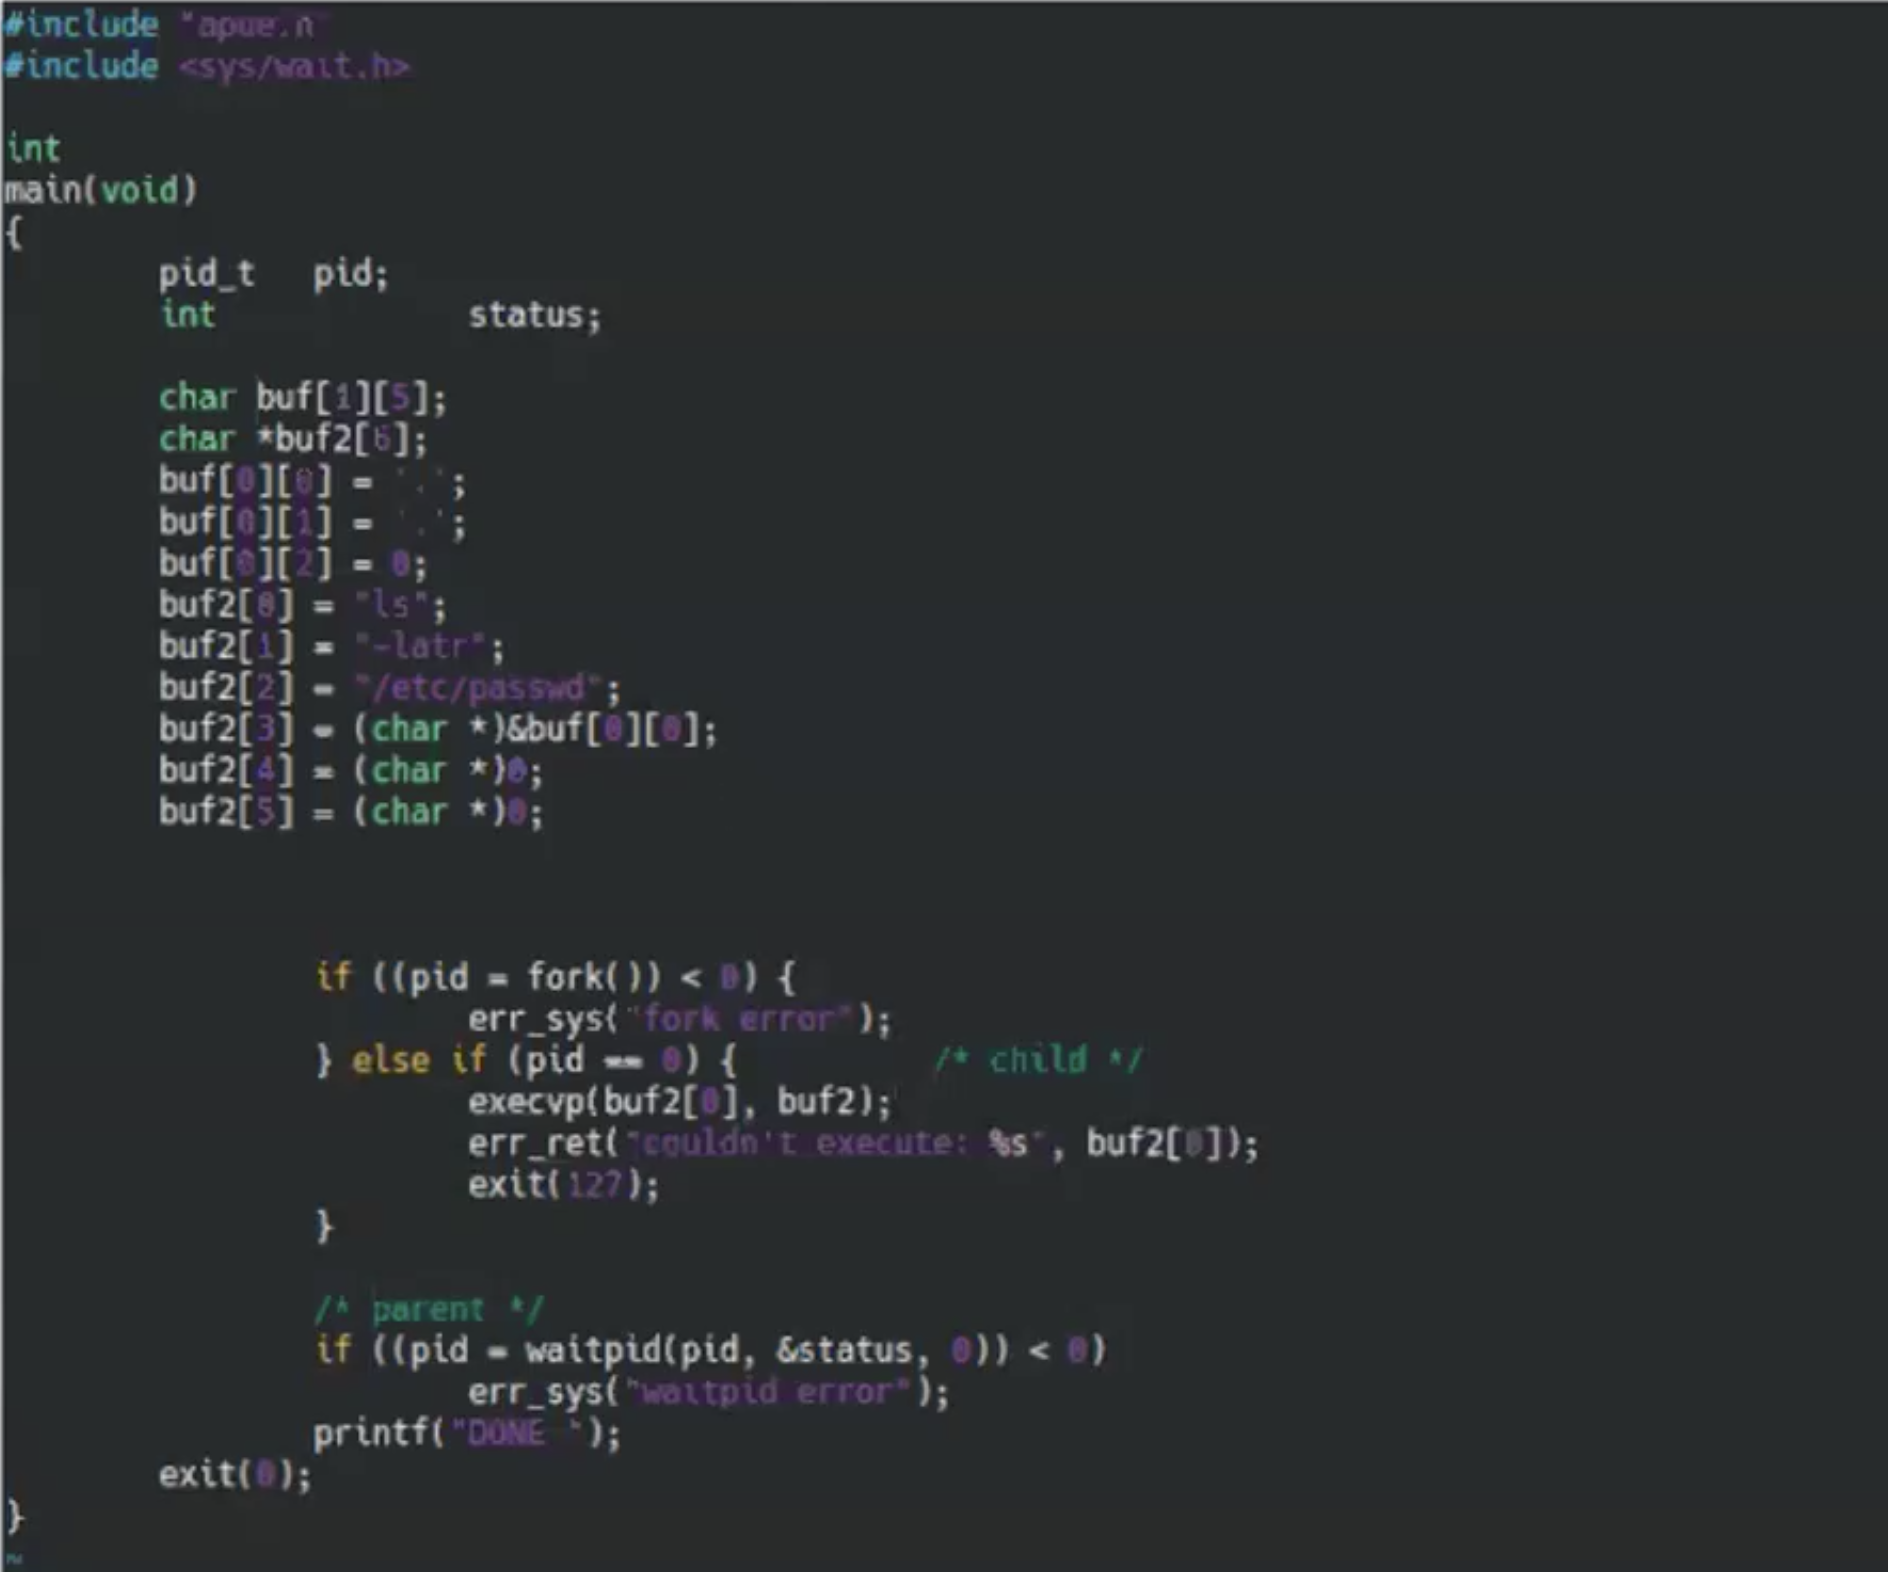 #include "apue.h"
#include <sys/wait.h>
int
main(void)
{
pid_t pid;
int status;
char buf[1][5];
char *buf2[6];
buf[0][0] = '.';
buf[0][1] = '.';
buf[0][2] = 0;
buf2[0] = "ls";
buf2[1] = "-latr";
buf2[2] = "/etc/passwd";
buf2[3] = (char *)&buf[0][0];
buf2[4] = (char *)0;
buf2[5] = (char *)0;
if ((pid = fork()) < 0) {
err_sys("fork error");
} else if (pid == 0) { /* child */
execvp(buf2[0], buf2);
err_ret("couldn't execute: %s", buf2[0]);
exit(127);
}
/* parent */
if ((pid = waitpid(pid, &status, 0)) < 0)
err_sys("waitpid error");
printf("DONE ");
exit(0);
}
~